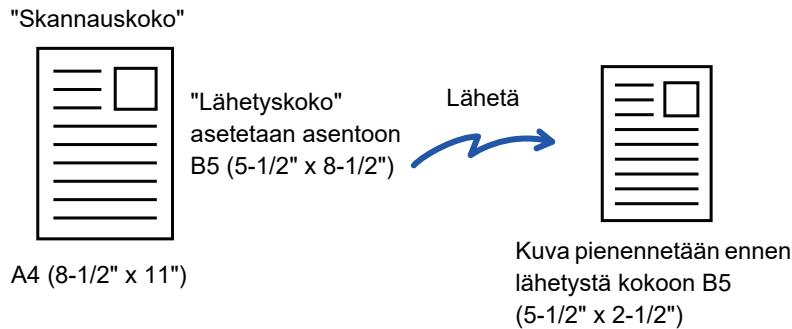 "Skannauskoko"
"Lähetyskoko"
asetetaan asentoon
B5 (5-1/2" x 8-1/2")
Lähetä
A4 (8-1/2" x 11")
Kuva pienennetään ennen
lähetystä kokoon B5
(5-1/2" x 2-1/2")